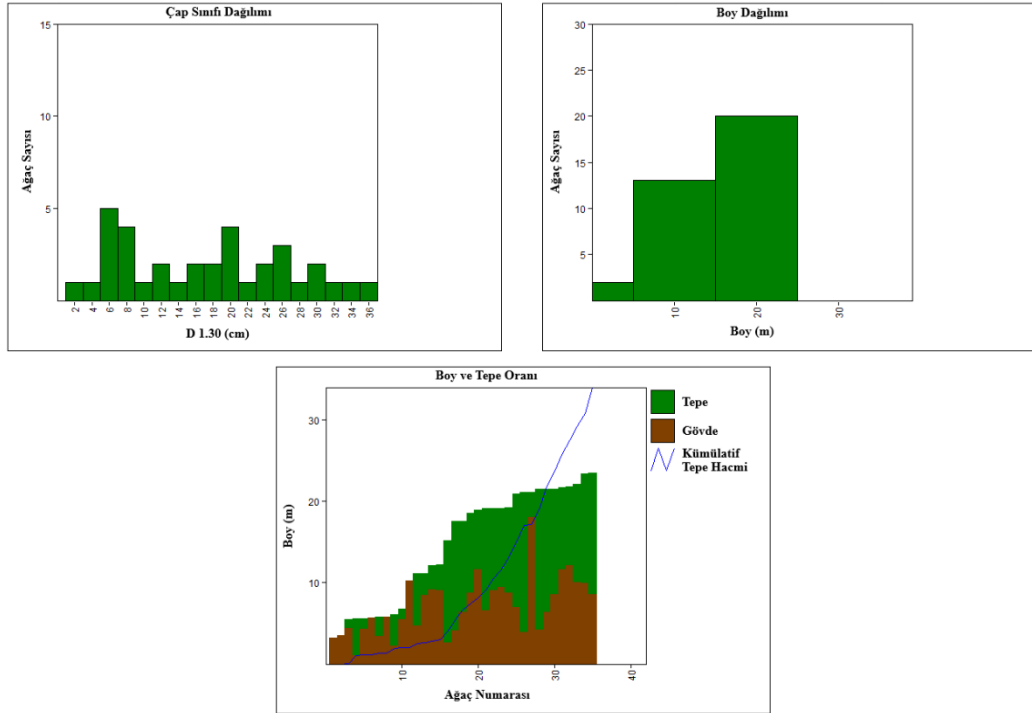 Çap Sınıfı Dağılımı
15
10
5
Ağaç Sayısı
2 4 6 8 10 12 14 16 18 20 22 24 26 28 30 32 34 36
D 1.30 (cm)
Boy Dağılımı
30
25
20
15
10
5
Ağaç Sayısı
10 20 30
Boy (m)
Boy ve Tepe Oranı
30
20
10
Boy (m)
10 20 30 40
Ağaç Numarası
Tepe
Gövde
Kümülatif
Tepe Hacmi